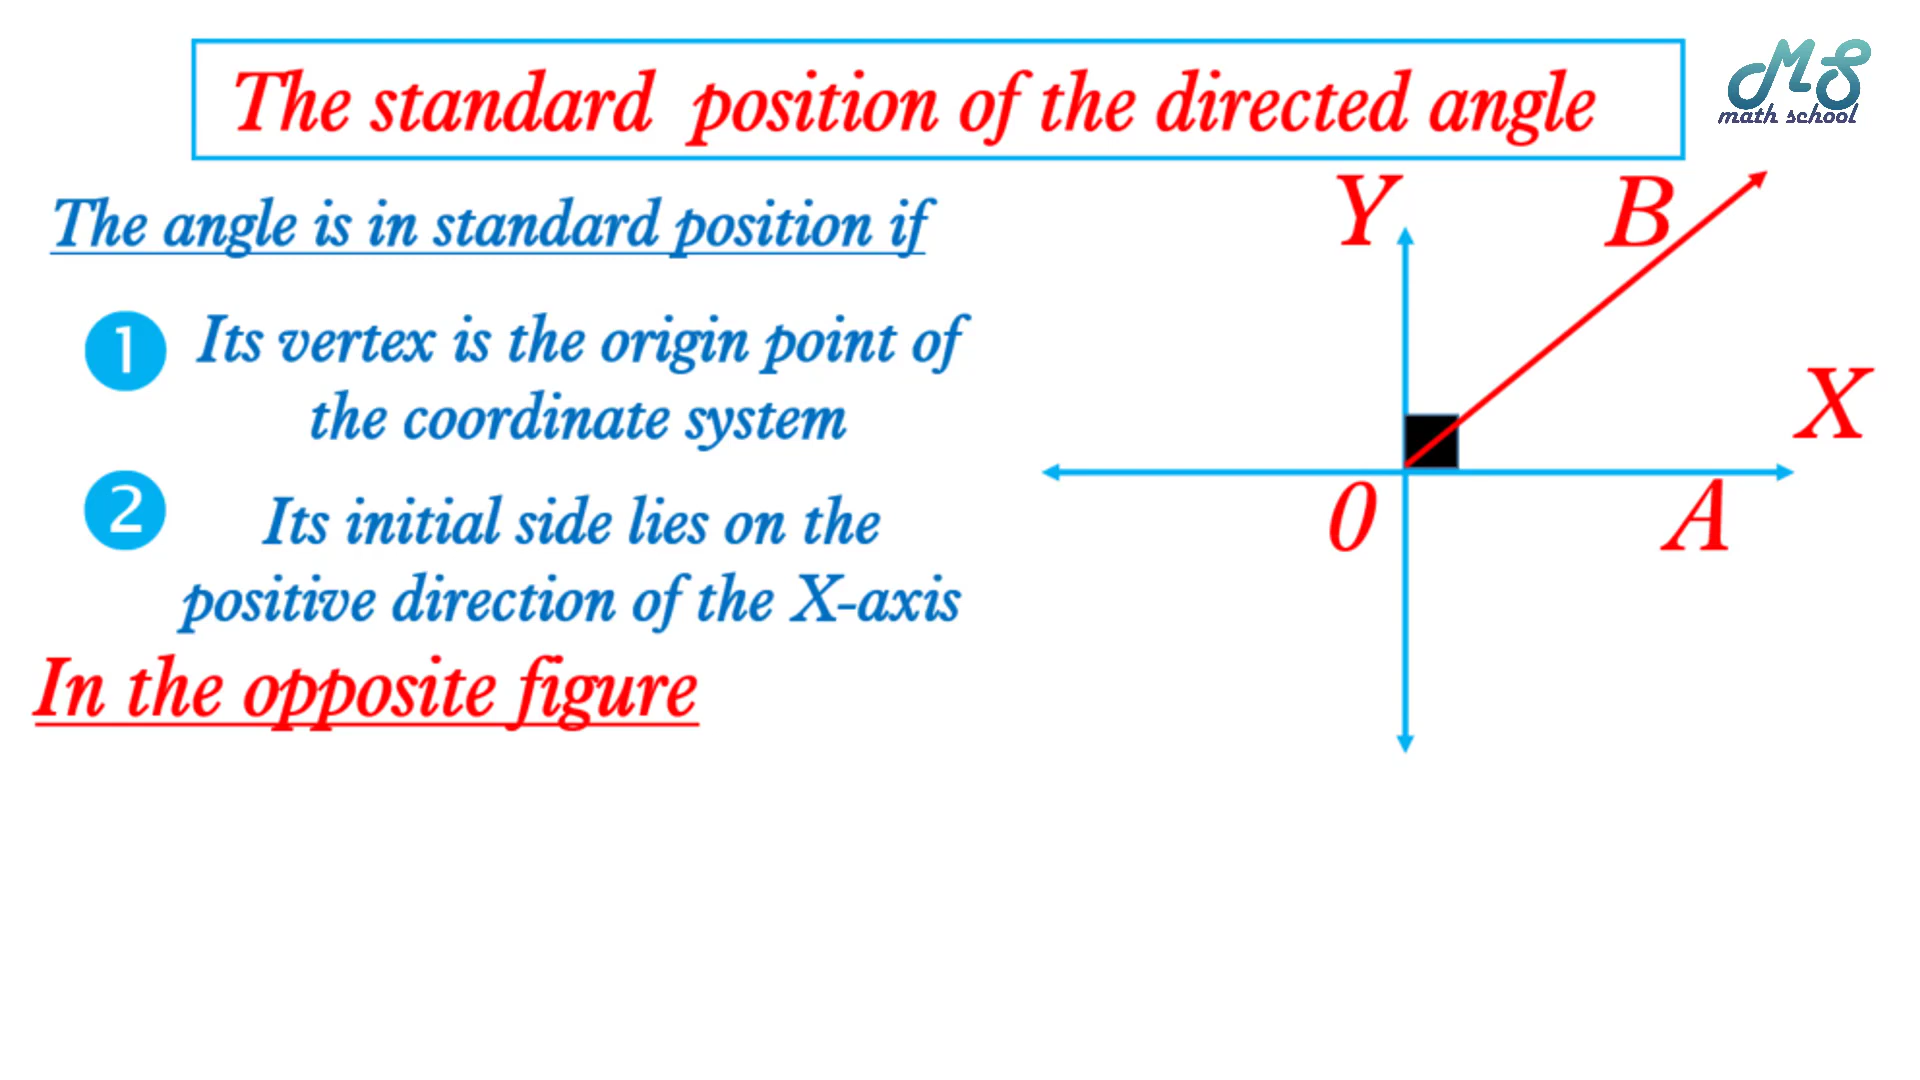 The standard position of the directed angle
MS
math school
The angle is in standard position if
1 Its vertex is the origin point of
the coordinate system
2 Its initial side lies on the
positive direction of the X-axis
In the opposite figure
Y
B
X
0
A